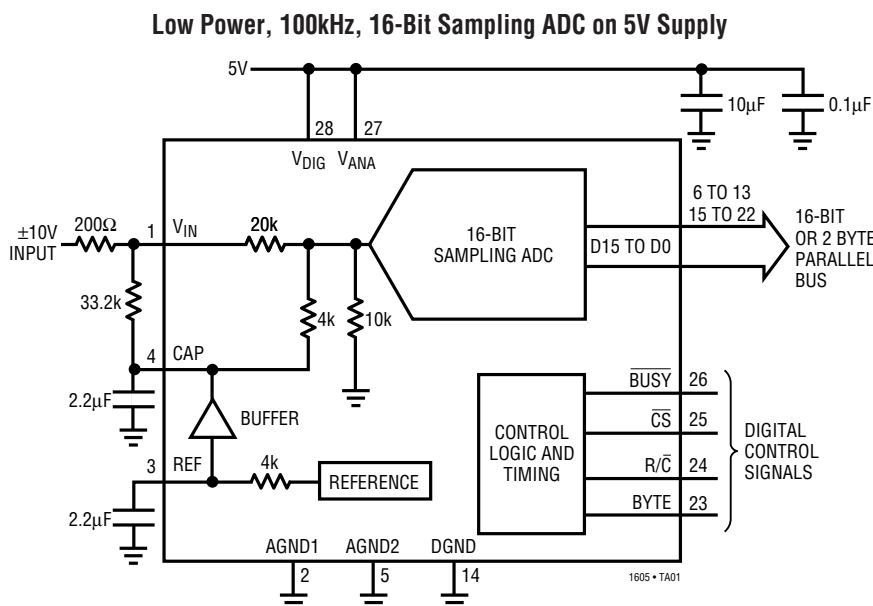 Low Power, 100kHz, 16-Bit Sampling ADC on 5V Supply
5V
10µF
0.1µF
28
27
VDIG
VANA
6 TO 13
15 TO 22
200Ω
1
VIN
20k
±10V
INPUT
16-BIT
SAMPLING ADC
D15 TO D0
16-BIT
OR 2 BYTE
PARALLEL
BUS
33.2k
4k
10k
4
CAP
2.2µF
BUFFER
BUSY
26
CS
25
CONTROL
LOGIC AND
TIMING
R/C
24
BYTE
23
DIGITAL
CONTROL
SIGNALS
3
REF
4k
REFERENCE
2.2µF
AGND1
AGND2
DGND
2
5
14
1605 • TA01